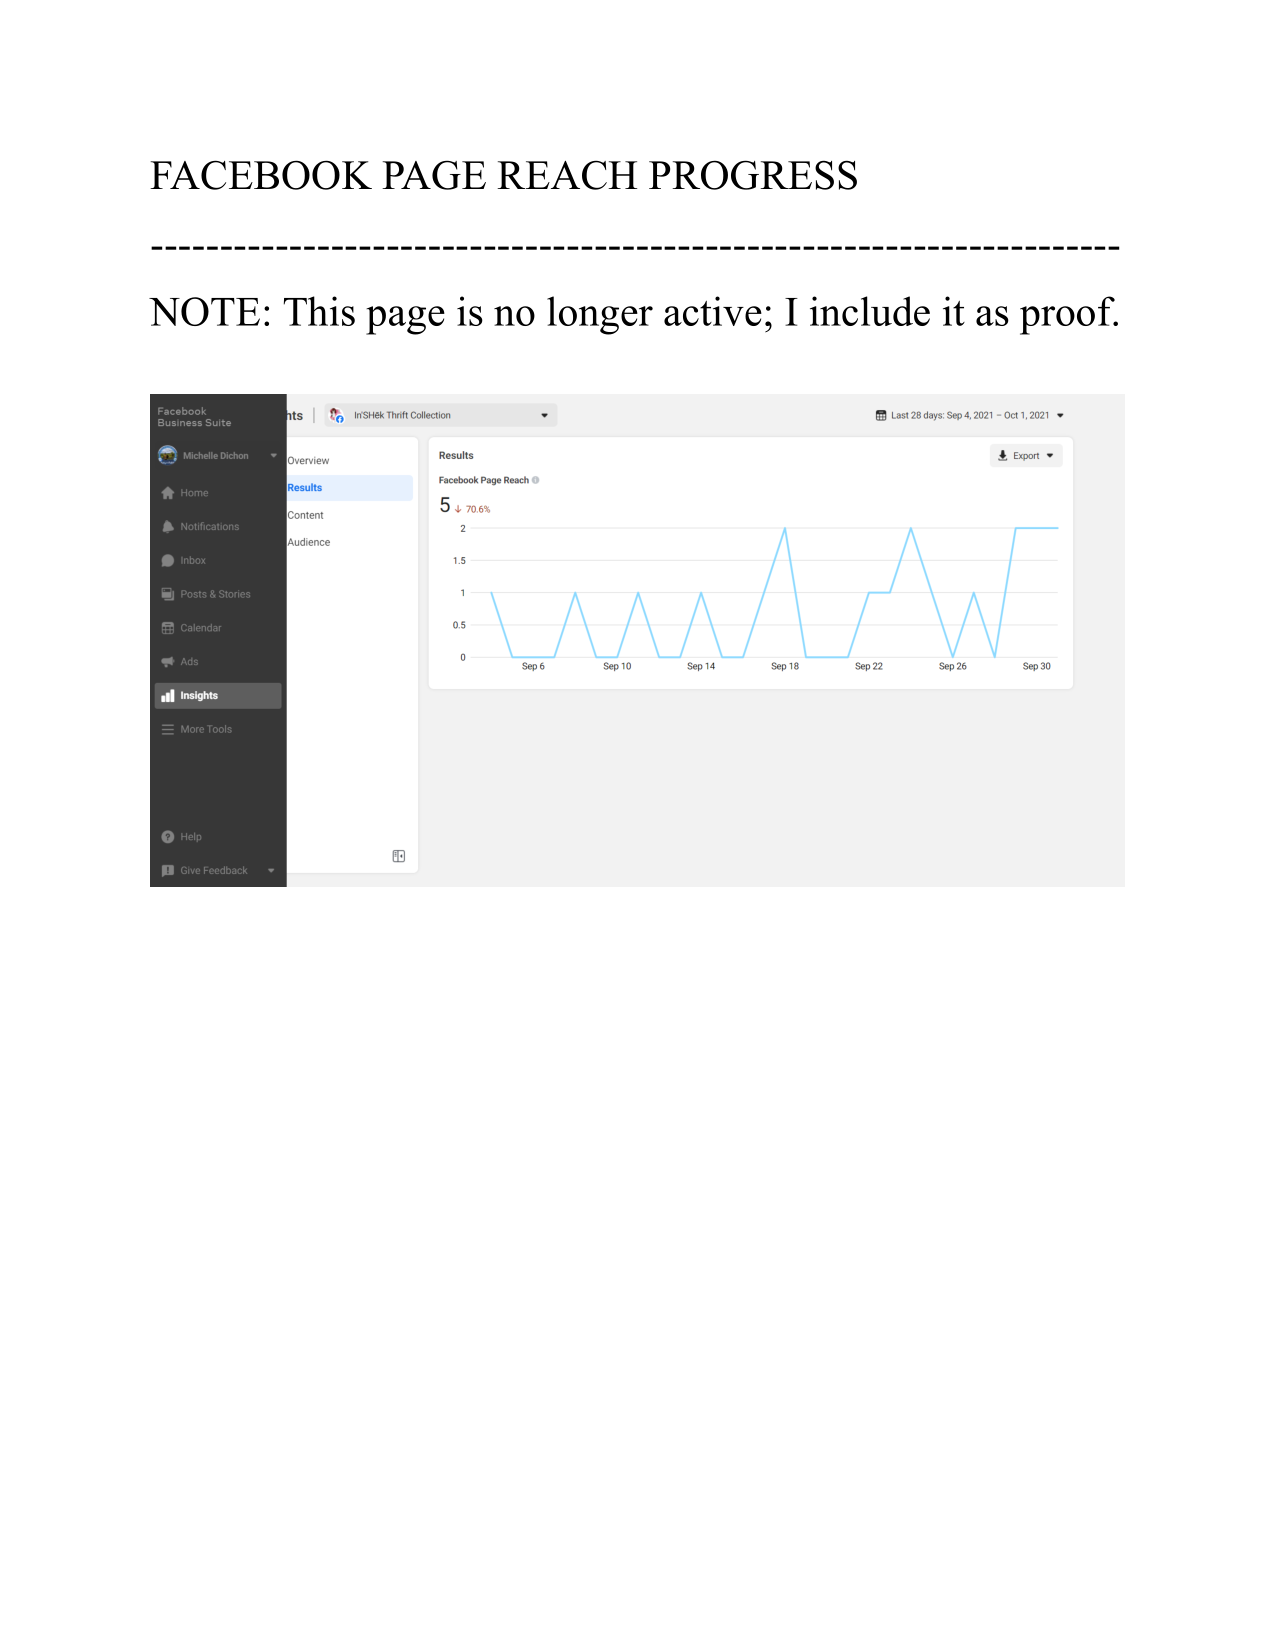 FACEBOOK PAGE REACH PROGRESS
----------------------------------------------------------------------
NOTE: This page is no longer active; I include it as proof.
Facebook
Business Suite
Michelle Dichon
Home
Notifications
Inbox
Posts & Stories
Calendar
Ads
Insights
More Tools
Help
Give Feedback
hts
In'SHēk Thrift Collection
Last 28 days: Sep 4, 2021 – Oct 1, 2021
Overview
Results
Content
Audience
Results
Export
Facebook Page Reach
5 ↓ 70.6%
2
1.5
1
0.5
0
Sep 6 Sep 10 Sep 14 Sep 18 Sep 22 Sep 26 Sep 30